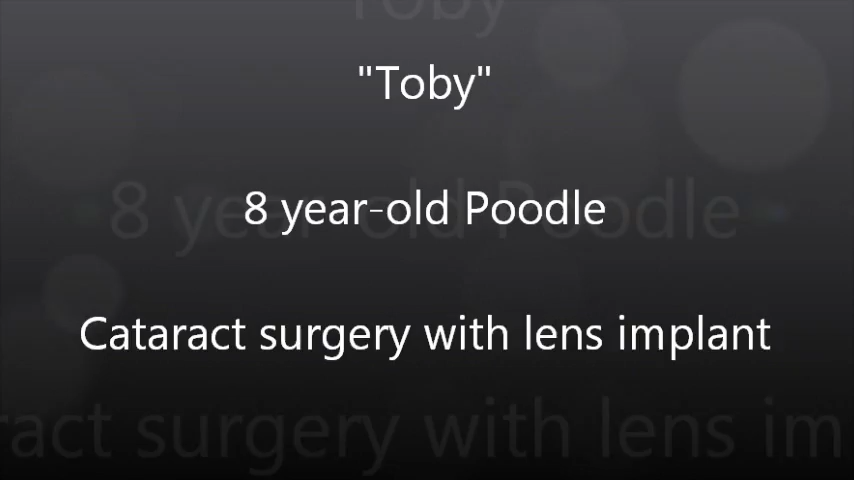 "Toby"
8 year-old Poodle
Cataract surgery with lens implant